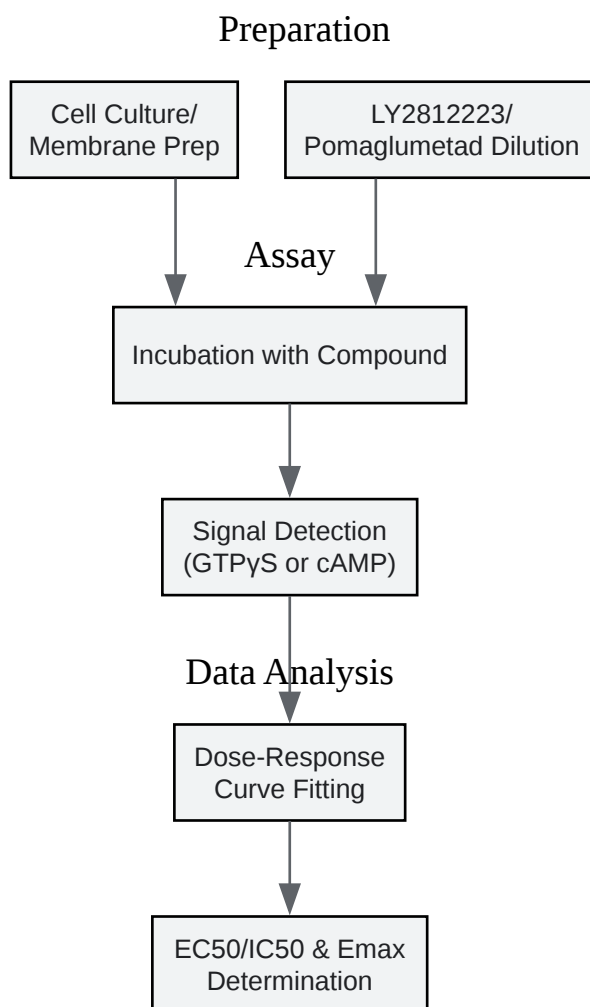 Preparation
Cell Culture/
Membrane Prep
LY2812223/
Pomaglumetad Dilution
Assay
Incubation with Compound
Signal Detection
(GTPγS or cAMP)
Data Analysis
Dose-Response
Curve Fitting
EC50/IC50 & Emax
Determination